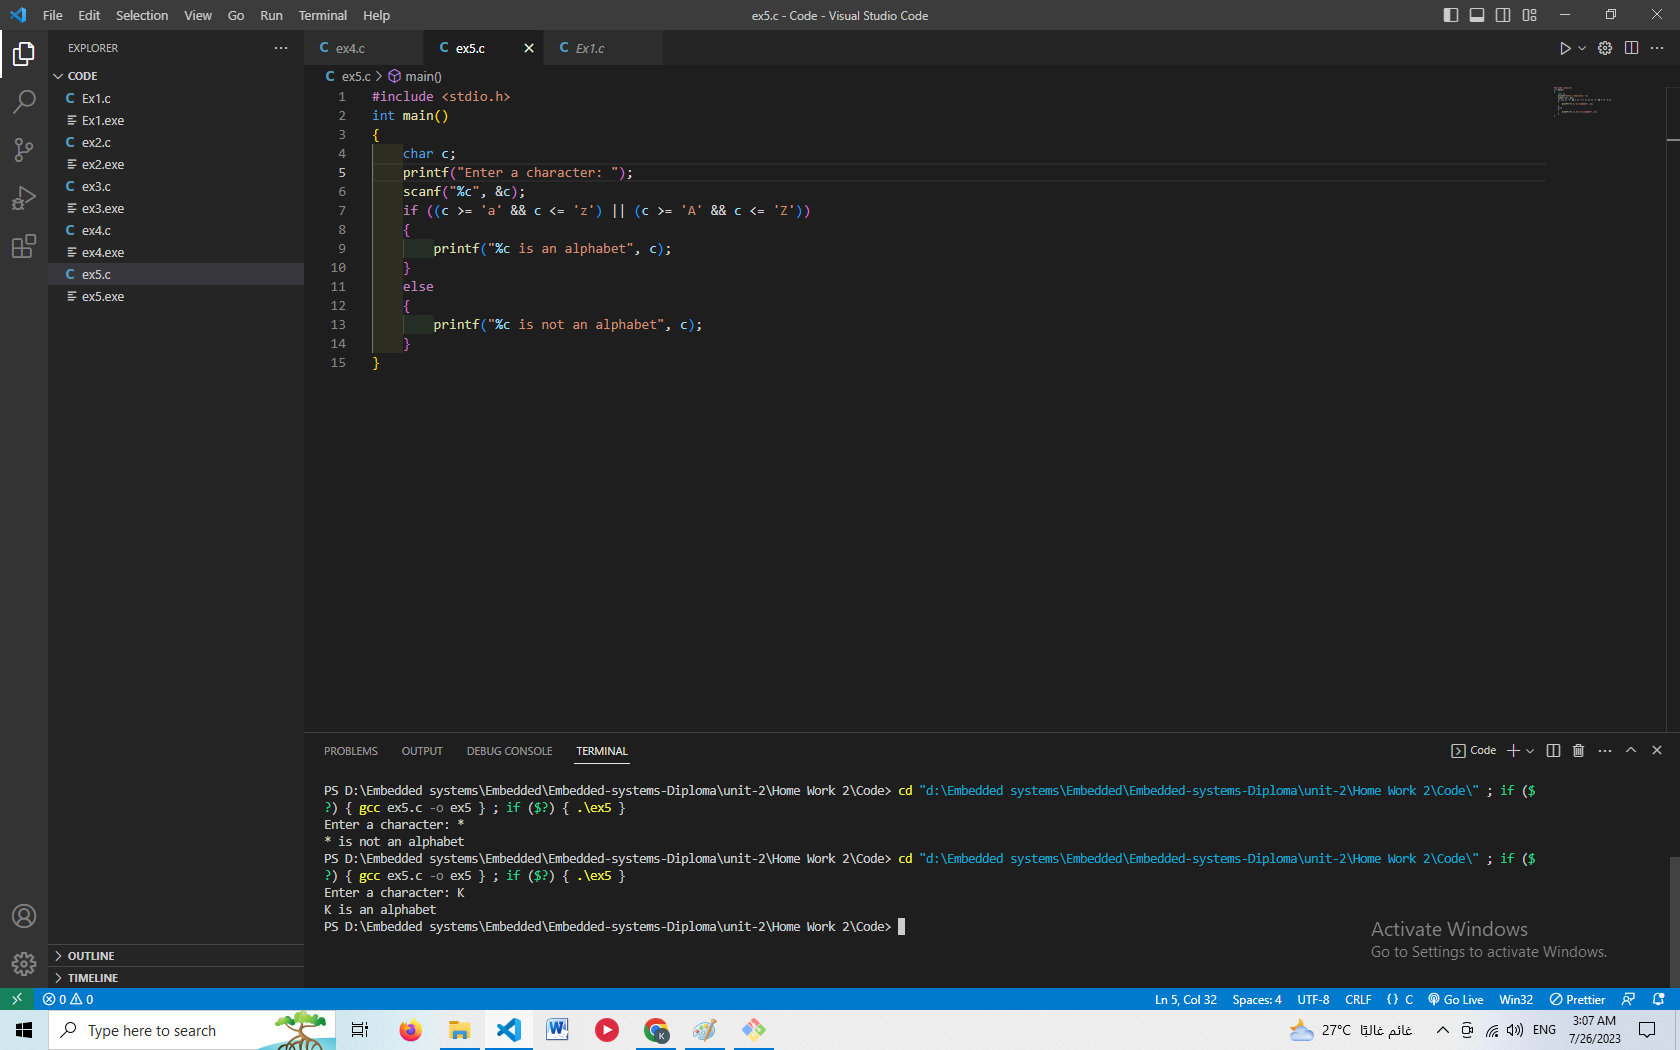 File Edit Selection View Go Run Terminal Help
ex5.c - Code - Visual Studio Code
EXPLORER
CODE
Ex1.c
Ex1.exe
ex2.c
ex2.exe
ex3.c
ex3.exe
ex4.c
ex4.exe
ex5.c
ex5.exe
OUTLINE
TIMELINE
C ex4.c C ex5.c C Ex1.c
C ex5.c > main()
1 #include <stdio.h>
2 int main()
3 {
4 char c;
5 printf("Enter a character: ");
6 scanf("%c", &c);
7 if ((c >= 'a' && c <= 'z') || (c >= 'A' && c <= 'Z'))
8 {
9 printf("%c is an alphabet", c);
10 }
11 else
12 {
13 printf("%c is not an alphabet", c);
14 }
15 }
PROBLEMS OUTPUT DEBUG CONSOLE TERMINAL
Code
PS D:\Embedded systems\Embedded\Embedded-systems-Diploma\unit-2\Home Work 2\Code> cd "d:\Embedded systems\Embedded\Embedded-systems-Diploma\unit-2\Home Work 2\Code\" ; if ($
?) { gcc ex5.c -o ex5 } ; if ($?) { .\ex5 }
Enter a character: *
* is not an alphabet
PS D:\Embedded systems\Embedded\Embedded-systems-Diploma\unit-2\Home Work 2\Code> cd "d:\Embedded systems\Embedded\Embedded-systems-Diploma\unit-2\Home Work 2\Code\" ; if ($
?) { gcc ex5.c -o ex5 } ; if ($?) { .\ex5 }
Enter a character: K
K is an alphabet
PS D:\Embedded systems\Embedded\Embedded-systems-Diploma\unit-2\Home Work 2\Code>
Activate Windows
Go to Settings to activate Windows.
0 0
Ln 5, Col 32 Spaces: 4 UTF-8 CRLF {} C Go Live Win32 Prettier
Type here to search
27°C غائم غالبًا
ENG
3:07 AM
7/26/2023